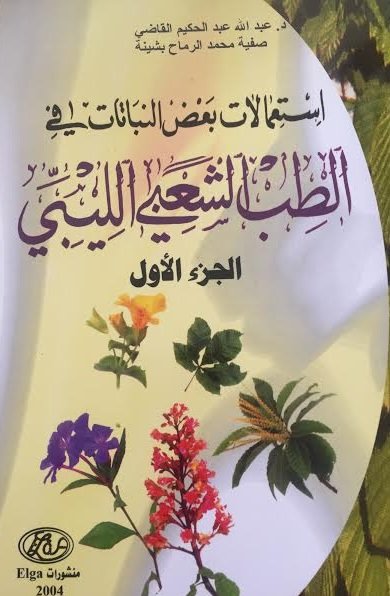 د. عبد الله عبد الحكيم القاضي
صفية محمد الرماح بشينة
استعمالات بعض النباتات في
الطب الشعبي الليبي
الجزء الأول
منشورات Elga
2004